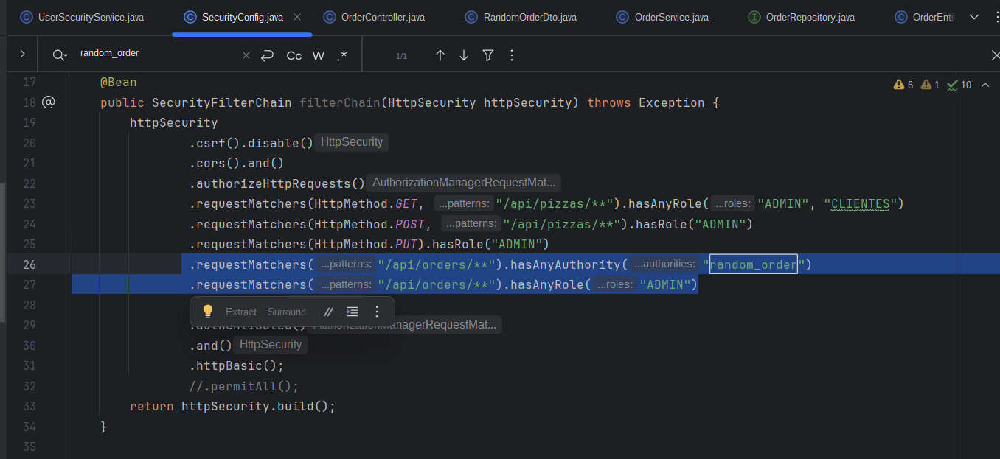 UserSecurityService.java SecurityConfig.java OrderController.java RandomOrderDto.java OrderService.java OrderRepository.java OrderEnti
random_order Cc W .* 1/1
17 @Bean 6 1 10
18 @ public SecurityFilterChain filterChain(HttpSecurity httpSecurity) throws Exception {
19 httpSecurity
20 .csrf().disable() HttpSecurity
21 .cors().and()
22 .authorizeHttpRequests() AuthorizationManagerRequestMat...
23 .requestMatchers(HttpMethod.GET, ...patterns: "/api/pizzas/**").hasAnyRole( ...roles: "ADMIN", "CLIENTES")
24 .requestMatchers(HttpMethod.POST, ...patterns: "/api/pizzas/**").hasRole("ADMIN")
25 .requestMatchers(HttpMethod.PUT).hasRole("ADMIN")
26 .requestMatchers( ...patterns: "/api/orders/**").hasAnyAuthority( ...authorities: "random_order")
27 .requestMatchers( ...patterns: "/api/orders/**").hasAnyRole( ...roles: "ADMIN")
28 Extract Surround //
29 .authenticated() AuthorizationManagerRequestMat...
30 .and() HttpSecurity
31 .httpBasic();
32 //.permitAll();
33 return httpSecurity.build();
34 }
35